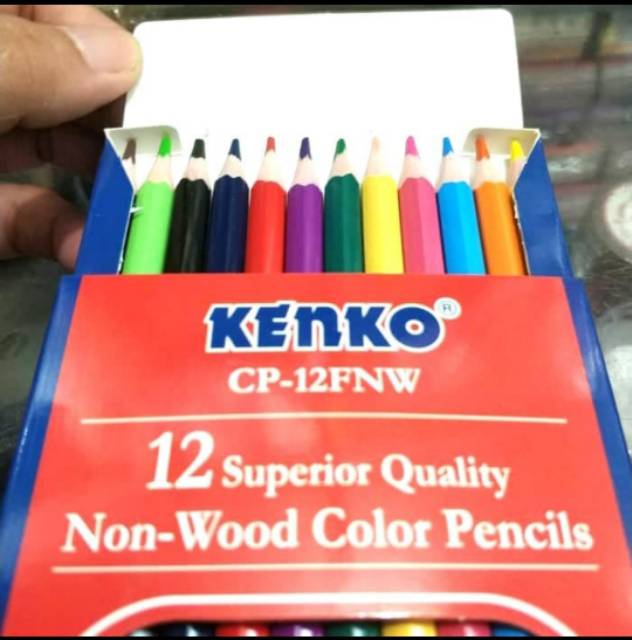 KENKO®
CP-12FNW
12 Superior Quality
Non-Wood Color Pencils